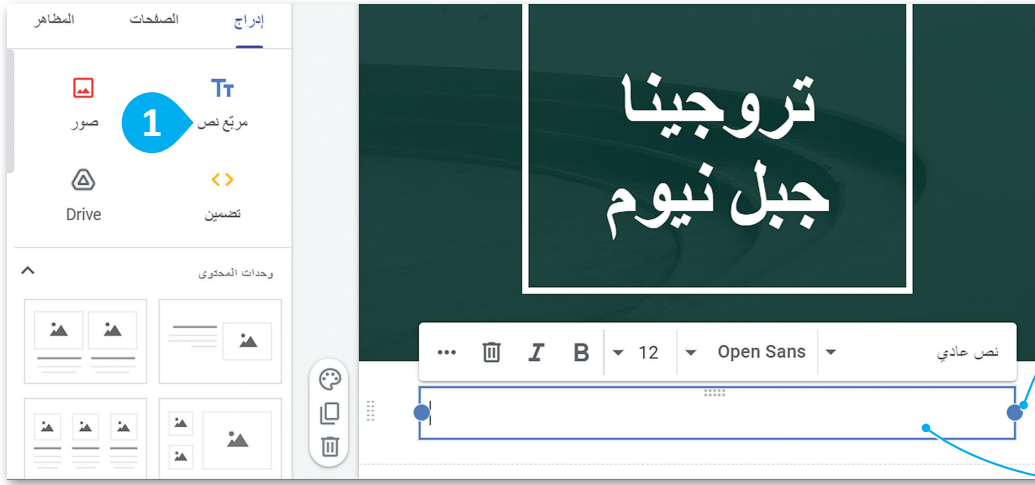 إدراج
الصفحات
المظاهر
مربّع نص
صور
1
تضمين
Drive
وحدات المحتوى
تروجينا
جبل نيوم
نص عادي
Open Sans
12
B
I